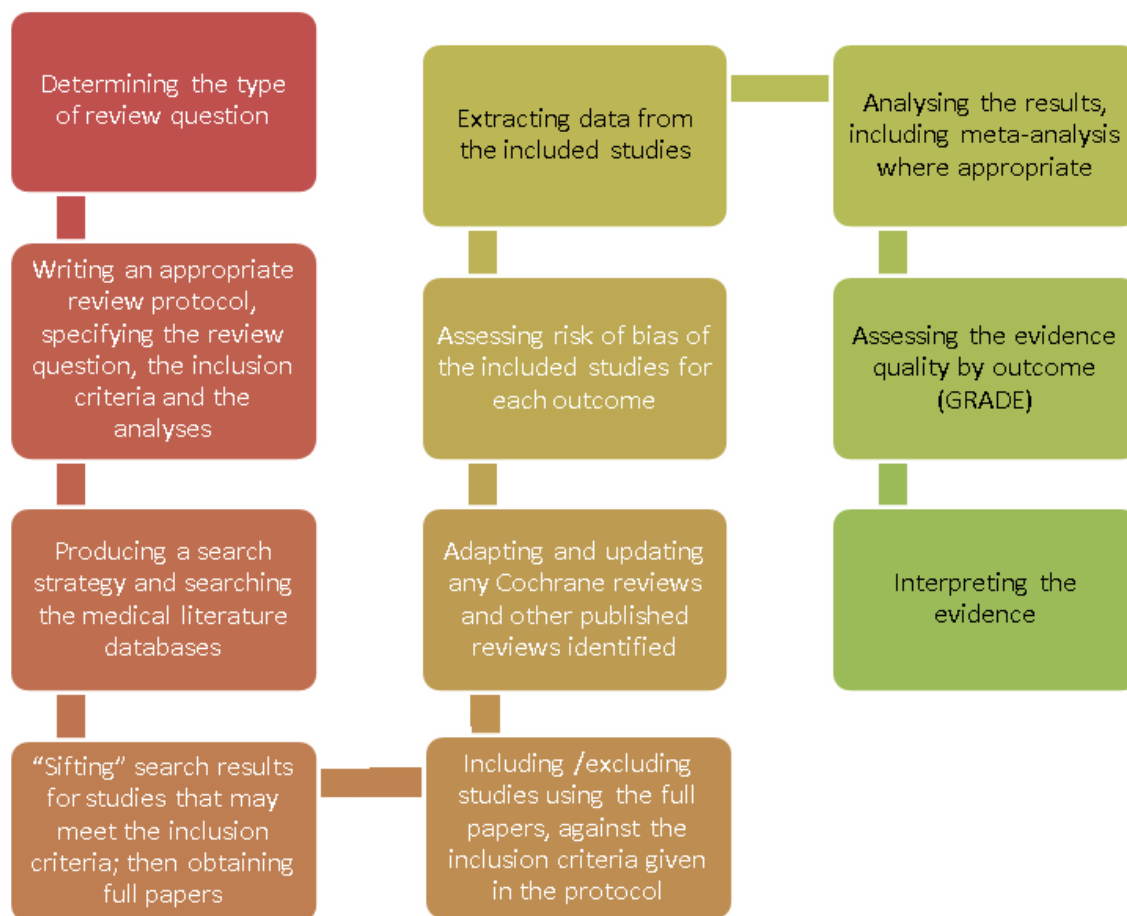 Determining the type
of review question
Writing an appropriate
review protocol,
specifying the review
question, the inclusion
criteria and the
analyses
Producing a search
strategy and searching
the medical literature
databases
“Sifting” search results
for studies that may
meet the inclusion
criteria; then obtaining
full papers
Including /excluding
studies using the full
papers, against the
inclusion criteria given
in the protocol
Adapting and updating
any Cochrane reviews
and other published
reviews identified
Assessing risk of bias of
the included studies for
each outcome
Extracting data from
the included studies
Analysing the results,
including meta-analysis
where appropriate
Assessing the evidence
quality by outcome
(GRADE)
Interpreting the
evidence